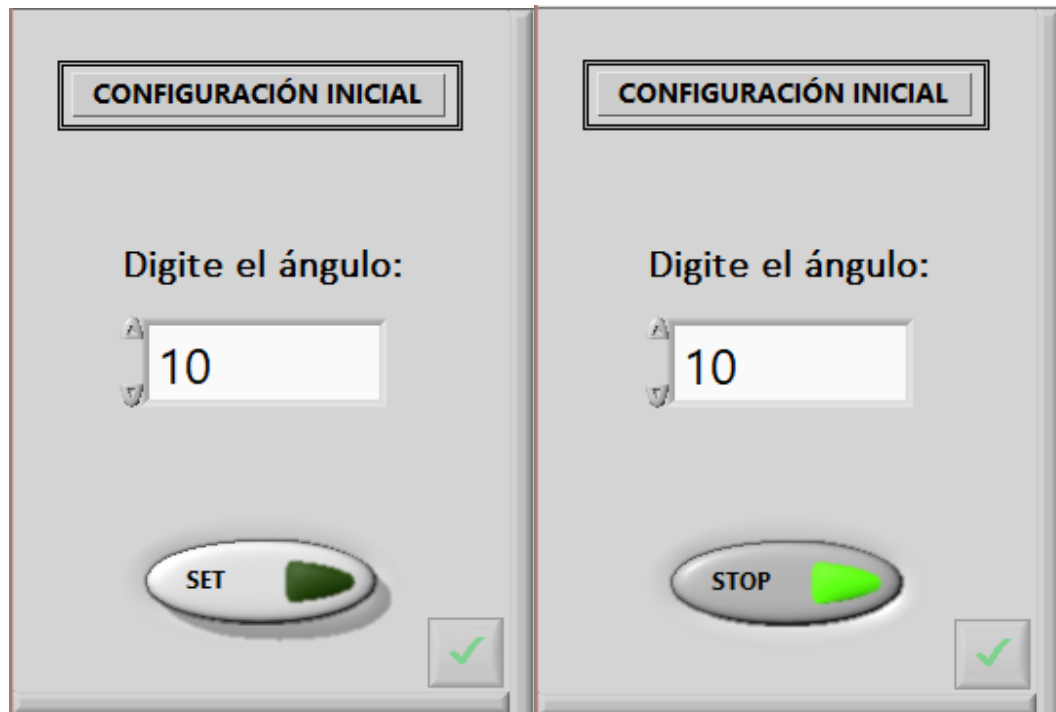 CONFIGURACIÓN INICIAL
Digite el ángulo:
10
SET
CONFIGURACIÓN INICIAL
Digite el ángulo:
10
STOP